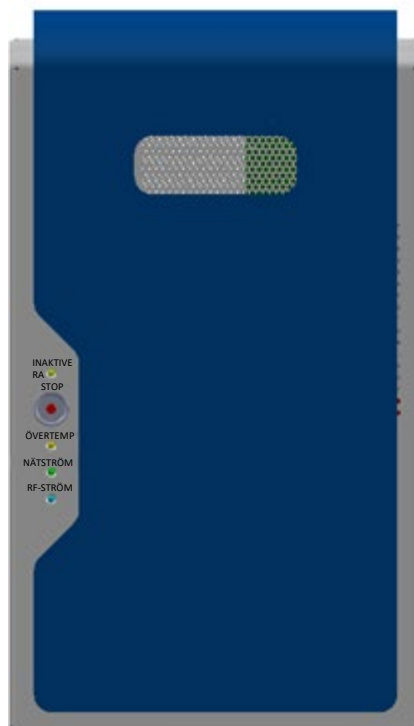 INAKTIVE
RA
STOP
ÖVERTEMP
NÄTSTRÖM
RF-STRÖM